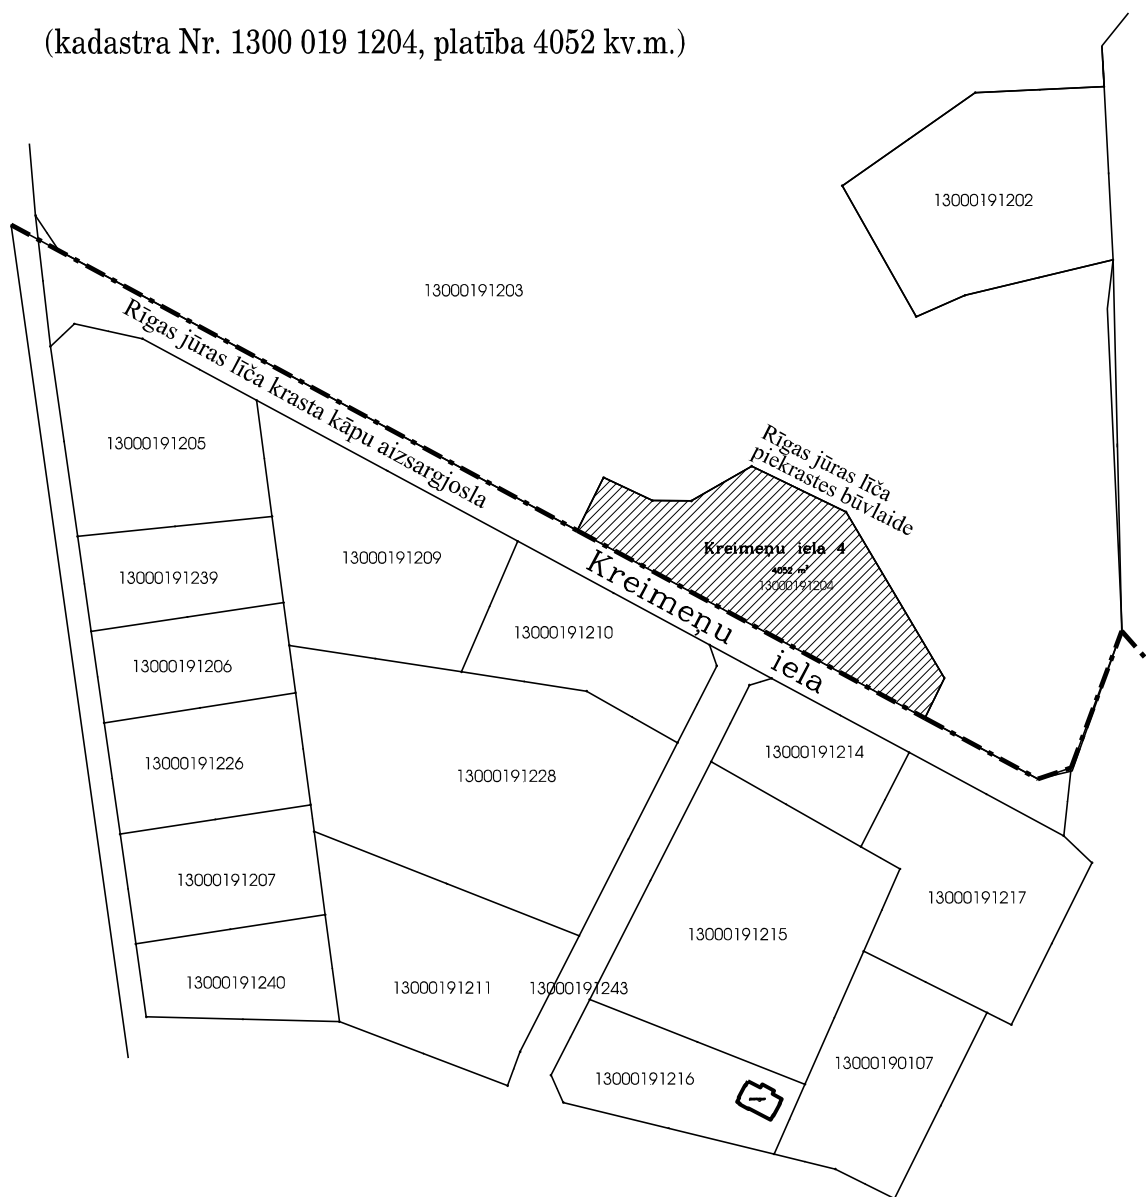 (kadastra Nr. 1300 019 1204, platība 4052 kv.m.)
13000191202
13000191203
Rīgas jūras līča krasta kāpu aizsargjosla
Rīgas jūras līča
piekrastes būvlaide
13000191205
Kreimeņu iela 4
4052 m²
13000191204
13000191209
Kreimeņu iela
13000191239
13000191210
13000191206
13000191214
13000191226
13000191228
13000191207
13000191217
13000191215
13000191240
13000191211
13000191243
13000190107
13000191216